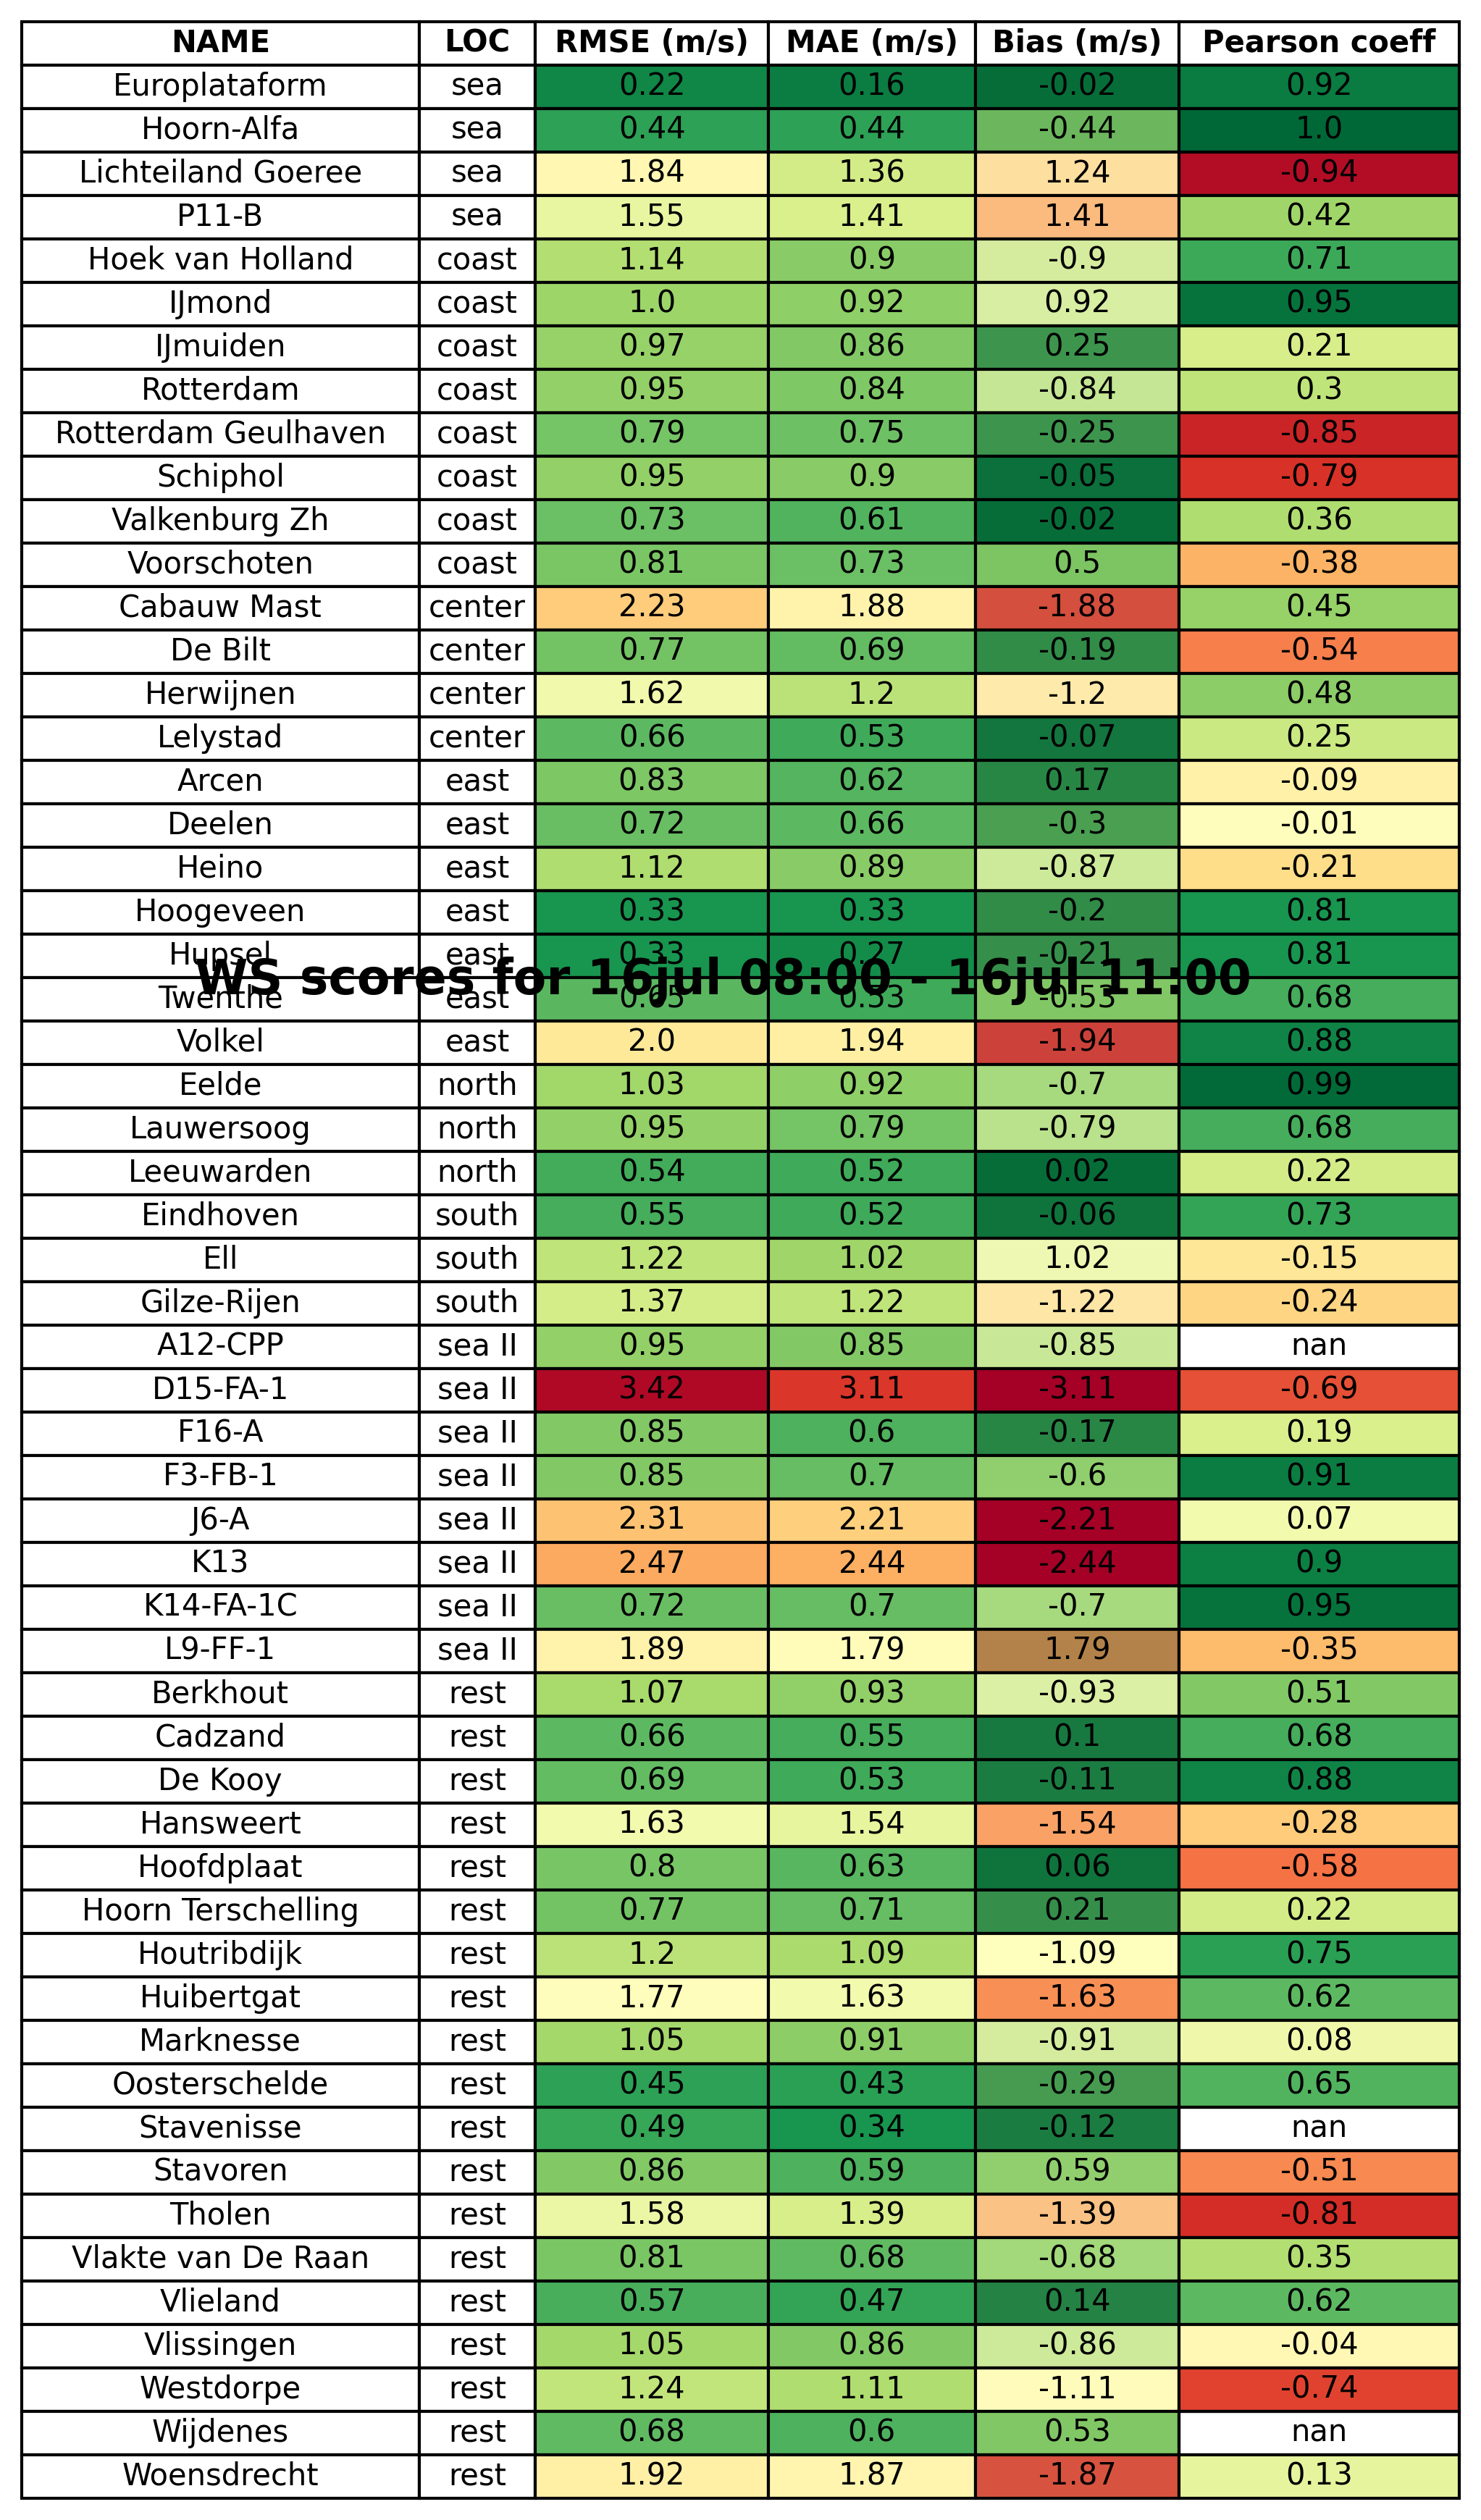 NAME LOC RMSE (m/s) MAE (m/s) Bias (m/s) Pearson coeff
Europlataform sea 0.22 0.16 -0.02 0.92
Hoorn-Alfa sea 0.44 0.44 -0.44 1.0
Lichteiland Goeree sea 1.84 1.36 1.24 -0.94
P11-B sea 1.55 1.41 1.41 0.42
Hoek van Holland coast 1.14 0.9 -0.9 0.71
IJmond coast 1.0 0.92 0.92 0.95
IJmuiden coast 0.97 0.86 0.25 0.21
Rotterdam coast 0.95 0.84 -0.84 0.3
Rotterdam Geulhaven coast 0.79 0.75 -0.25 -0.85
Schiphol coast 0.95 0.9 -0.05 -0.79
Valkenburg Zh coast 0.73 0.61 -0.02 0.36
Voorschoten coast 0.81 0.73 0.5 -0.38
Cabauw Mast center 2.23 1.88 -1.88 0.45
De Bilt center 0.77 0.69 -0.19 -0.54
Herwijnen center 1.62 1.2 -1.2 0.48
Lelystad center 0.66 0.53 -0.07 0.25
Arcen east 0.83 0.62 0.17 -0.09
Deelen east 0.72 0.66 -0.3 -0.01
Heino east 1.12 0.89 -0.87 -0.21
Hoogeveen east 0.33 0.33 -0.2 0.81
Hupsel east 0.33 0.27 -0.21 0.81
WS scores for 16jul 08:00 - 16jul 11:00
Twenthe east 0.65 0.53 -0.53 0.68
Volkel east 2.0 1.94 -1.94 0.88
Eelde north 1.03 0.92 -0.7 0.99
Lauwersoog north 0.95 0.79 -0.79 0.68
Leeuwarden north 0.54 0.52 0.02 0.22
Eindhoven south 0.55 0.52 -0.06 0.73
Ell south 1.22 1.02 1.02 -0.15
Gilze-Rijen south 1.37 1.22 -1.22 -0.24
A12-CPP sea II 0.95 0.85 -0.85 nan
D15-FA-1 sea II 3.42 3.11 -3.11 -0.69
F16-A sea II 0.85 0.6 -0.17 0.19
F3-FB-1 sea II 0.85 0.7 -0.6 0.91
J6-A sea II 2.31 2.21 -2.21 0.07
K13 sea II 2.47 2.44 -2.44 0.9
K14-FA-1C sea II 0.72 0.7 -0.7 0.95
L9-FF-1 sea II 1.89 1.79 1.79 -0.35
Berkhout rest 1.07 0.93 -0.93 0.51
Cadzand rest 0.66 0.55 0.1 0.68
De Kooy rest 0.69 0.53 -0.11 0.88
Hansweert rest 1.63 1.54 -1.54 -0.28
Hoofdplaat rest 0.8 0.63 0.06 -0.58
Hoorn Terschelling rest 0.77 0.71 0.21 0.22
Houtribdijk rest 1.2 1.09 -1.09 0.75
Huibertgat rest 1.77 1.63 -1.63 0.62
Marknesse rest 1.05 0.91 -0.91 0.08
Oosterschelde rest 0.45 0.43 -0.29 0.65
Stavenisse rest 0.49 0.34 -0.12 nan
Stavoren rest 0.86 0.59 0.59 -0.51
Tholen rest 1.58 1.39 -1.39 -0.81
Vlakte van De Raan rest 0.81 0.68 -0.68 0.35
Vlieland rest 0.57 0.47 0.14 0.62
Vlissingen rest 1.05 0.86 -0.86 -0.04
Westdorpe rest 1.24 1.11 -1.11 -0.74
Wijdenes rest 0.68 0.6 0.53 nan
Woensdrecht rest 1.92 1.87 -1.87 0.13